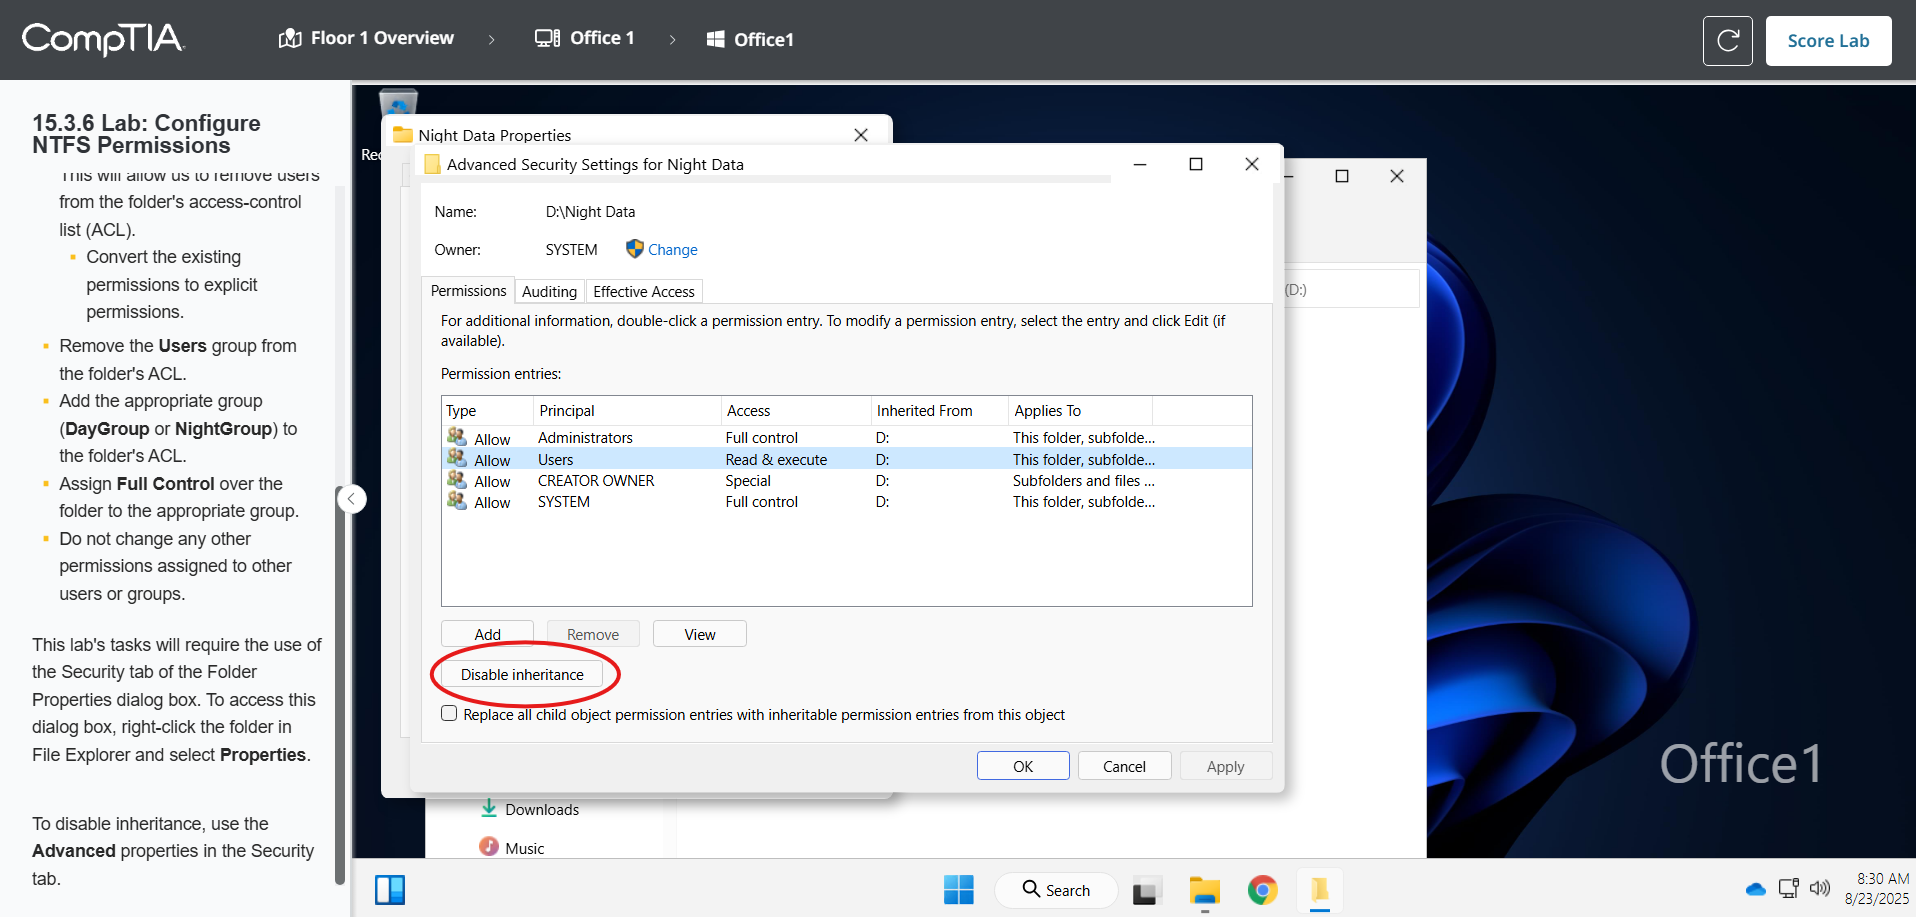 CompTIA.
Floor 1 Overview
Office 1
Office1
Score Lab
15.3.6 Lab: Configure
NTFS Permissions
This will allow us to remove users
from the folder's access-control
list (ACL).
Convert the existing
permissions to explicit
permissions.
Remove the Users group from
the folder's ACL.
Add the appropriate group
(DayGroup or NightGroup) to
the folder's ACL.
Assign Full Control over the
folder to the appropriate group.
Do not change any other
permissions assigned to other
users or groups.
This lab's tasks will require the use of
the Security tab of the Folder
Properties dialog box. To access this
dialog box, right-click the folder in
File Explorer and select Properties.
To disable inheritance, use the
Advanced properties in the Security
tab.
Rec
Night Data Properties
Advanced Security Settings for Night Data
Name: D:\Night Data
Owner: SYSTEM Change
Permissions Auditing Effective Access
For additional information, double-click a permission entry. To modify a permission entry, select the entry and click Edit (if
available).
Permission entries:
Type Principal Access Inherited From Applies To
Allow Administrators Full control D: This folder, subfolde...
Allow Users Read & execute D: This folder, subfolde...
Allow CREATOR OWNER Special D: Subfolders and files ...
Allow SYSTEM Full control D: This folder, subfolde...
Add Remove View
Disable inheritance
Replace all child object permission entries with inheritable permission entries from this object
OK Cancel Apply
(D:)
Downloads
Music
Office1
Search
8:30 AM
8/23/2025